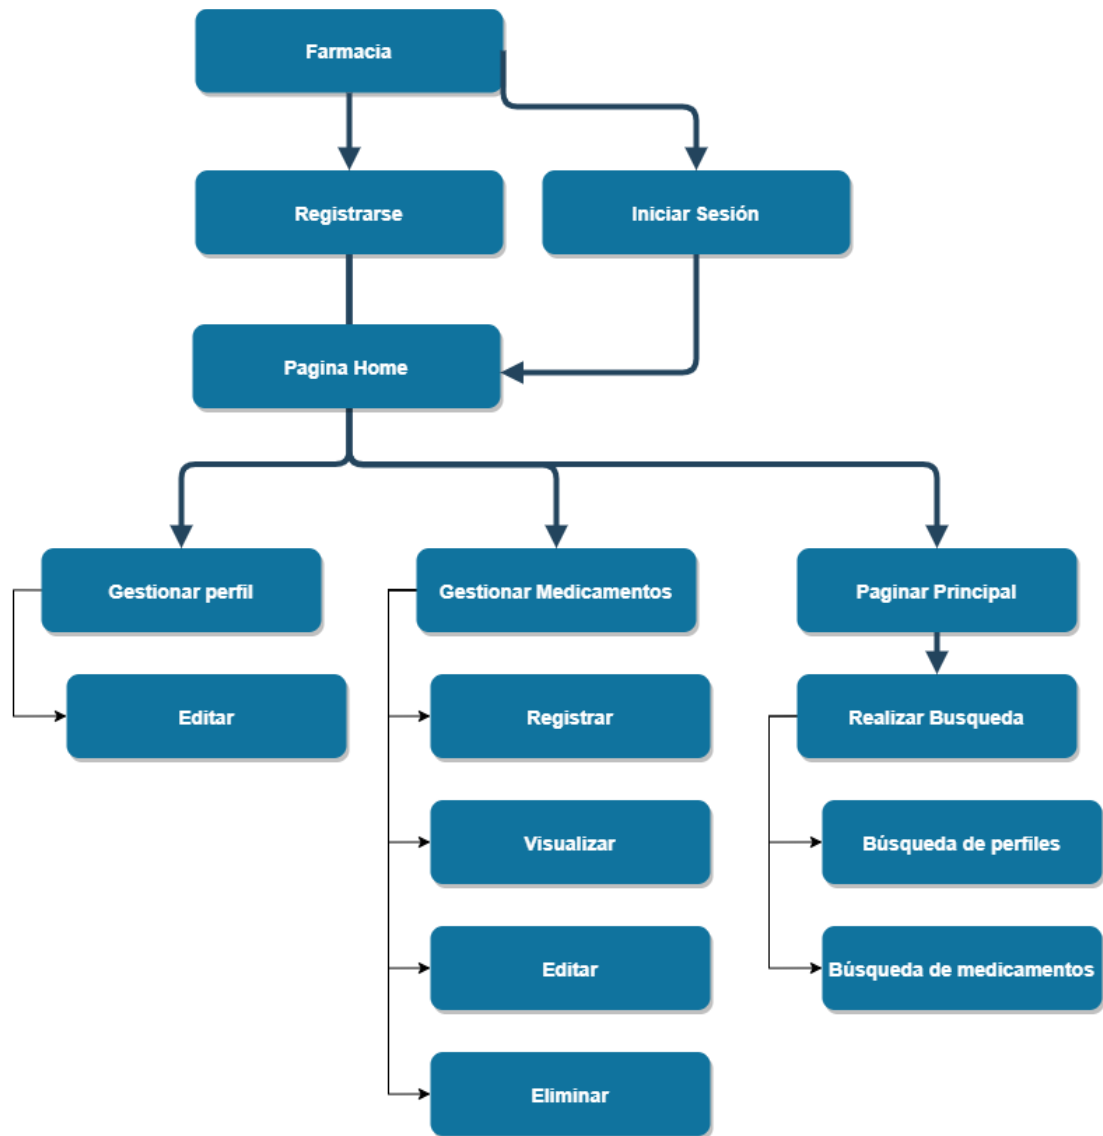 Farmacia
Registrarse
Iniciar Sesión
Pagina Home
Gestionar perfil
Gestionar Medicamentos
Paginar Principal
Editar
Registrar
Realizar Busqueda
Visualizar
Búsqueda de perfiles
Editar
Búsqueda de medicamentos
Eliminar